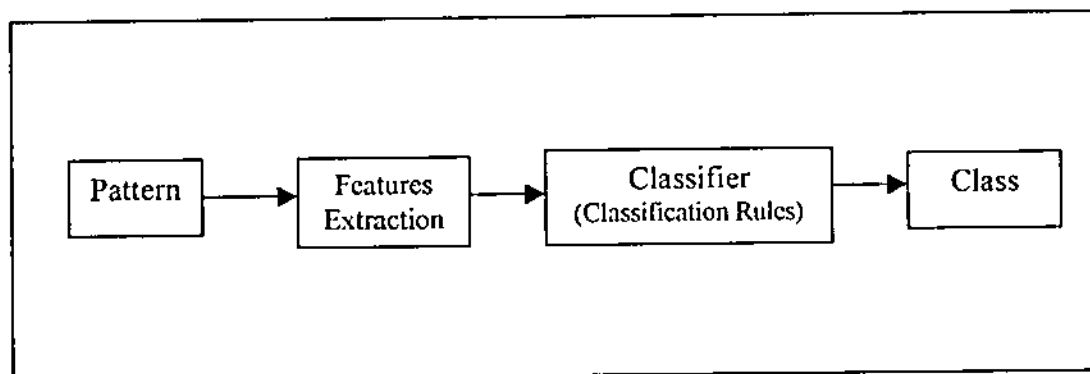 Pattern
Features
Extraction
Classifier
(Classification Rules)
Class